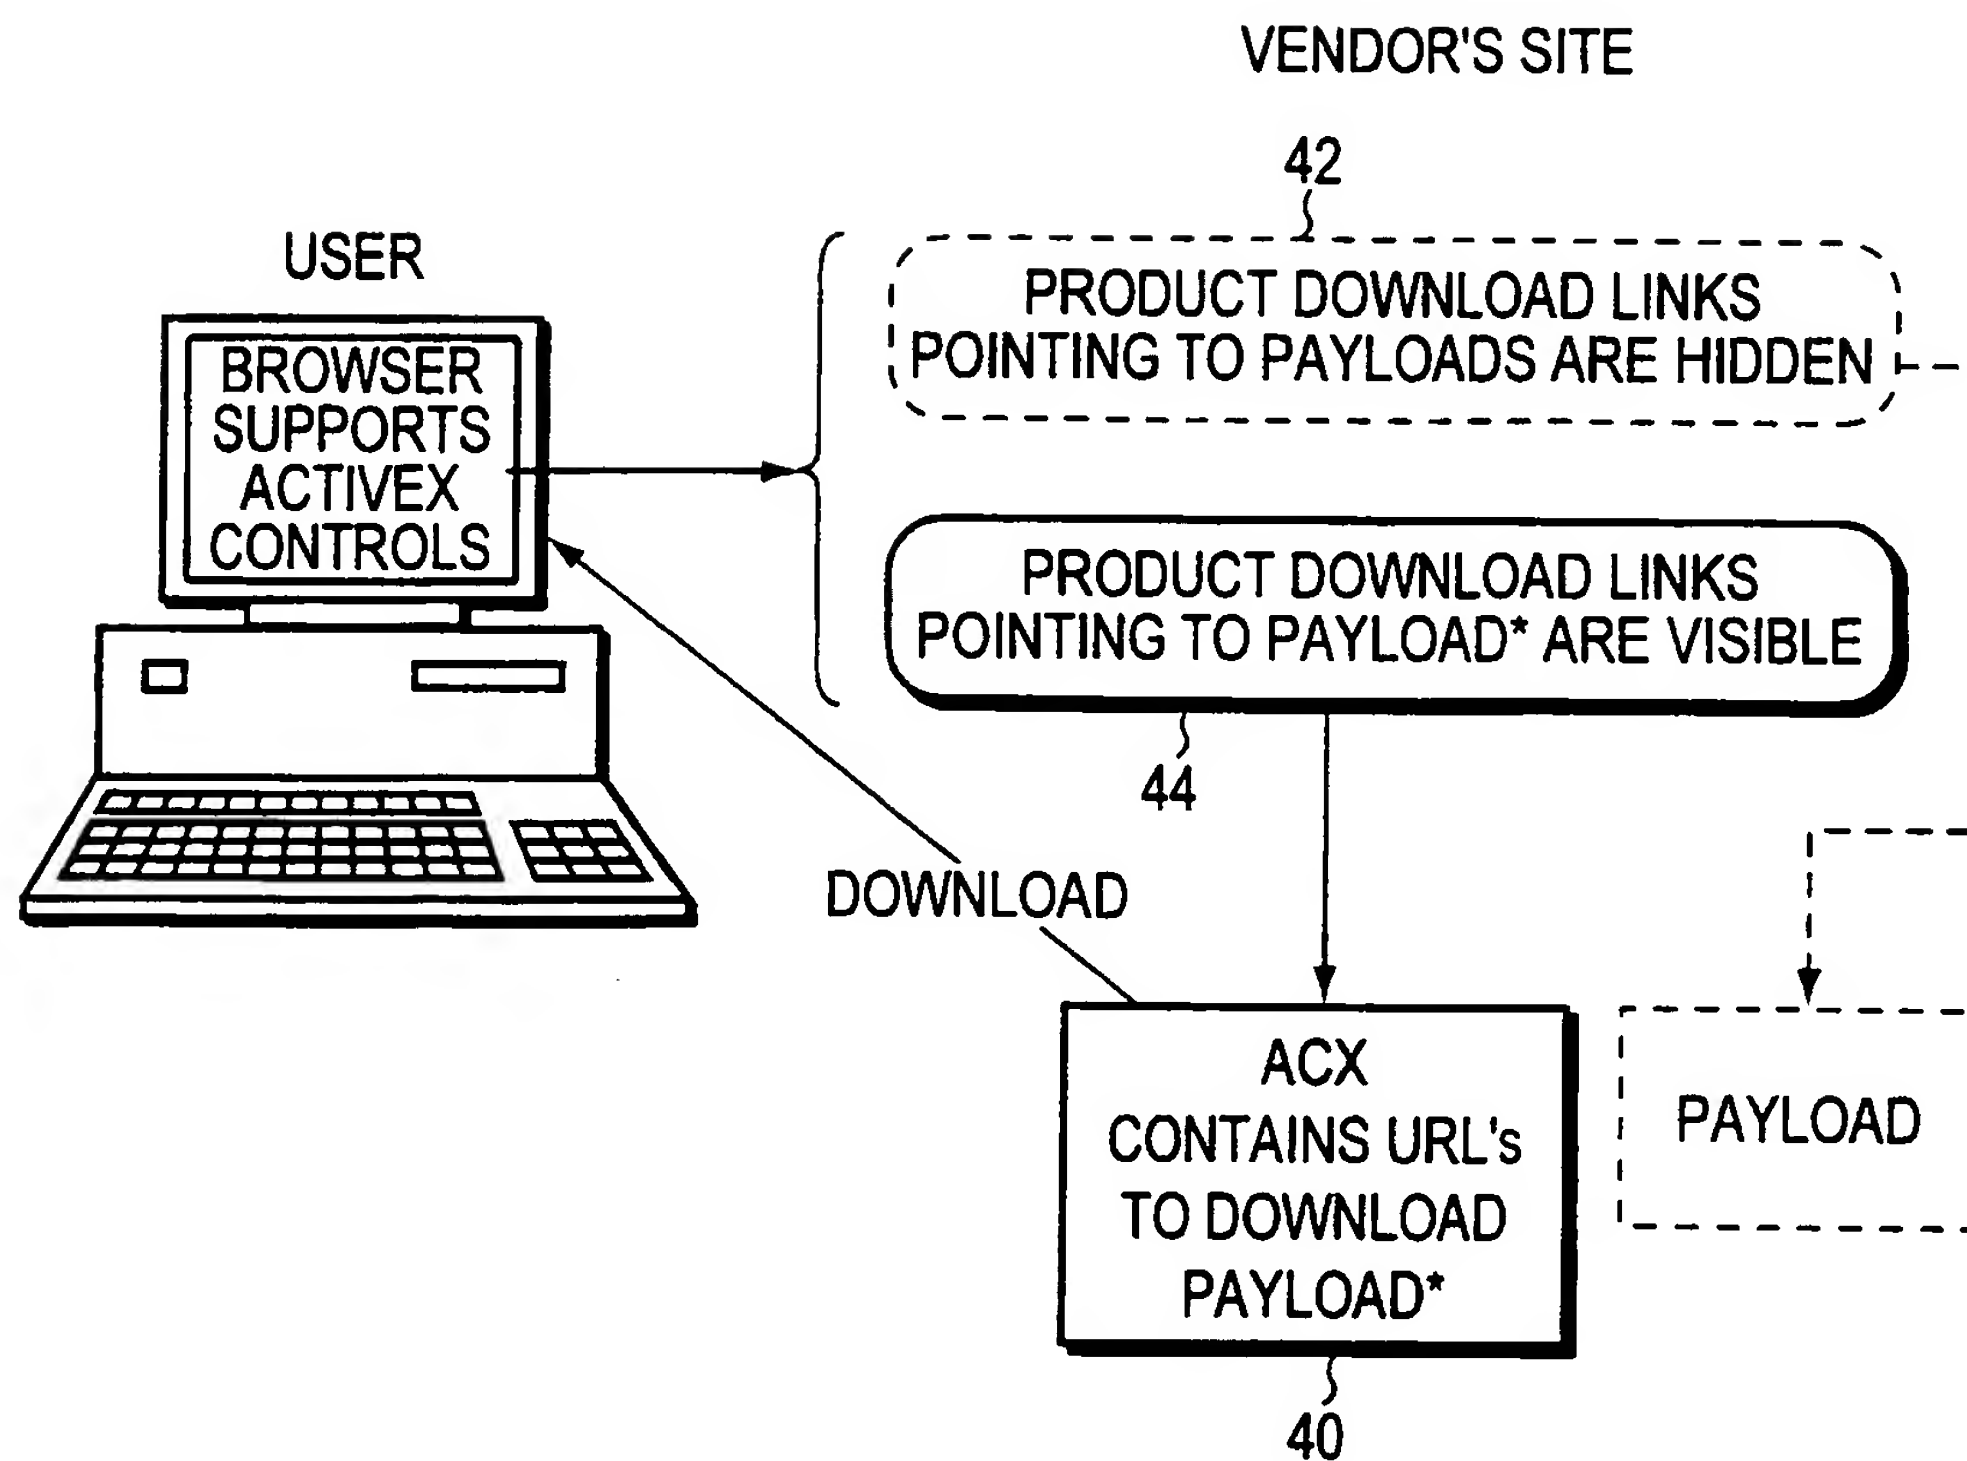 VENDOR'S SITE
42
USER
PRODUCT DOWNLOAD LINKS
POINTING TO PAYLOADS ARE HIDDEN
BROWSER
SUPPORTS
ACTIVEX
CONTROLS
PRODUCT DOWNLOAD LINKS
POINTING TO PAYLOAD* ARE VISIBLE
44
DOWNLOAD
ACX
CONTAINS URL's
TO DOWNLOAD
PAYLOAD*
PAYLOAD
40